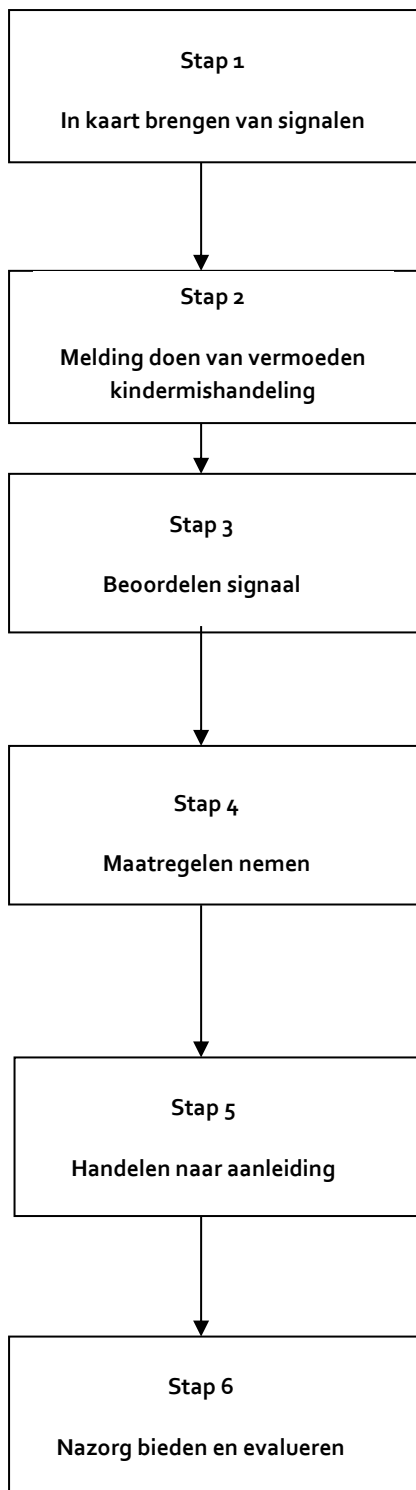 Stap 1
In kaart brengen van signalen
Stap 2
Melding doen van vermoeden
kindermishandeling
Stap 3
Beoordelen signaal
Stap 4
Maatregelen nemen
Stap 5
Handelen naar aanleiding
Stap 6
Nazorg bieden en evalueren